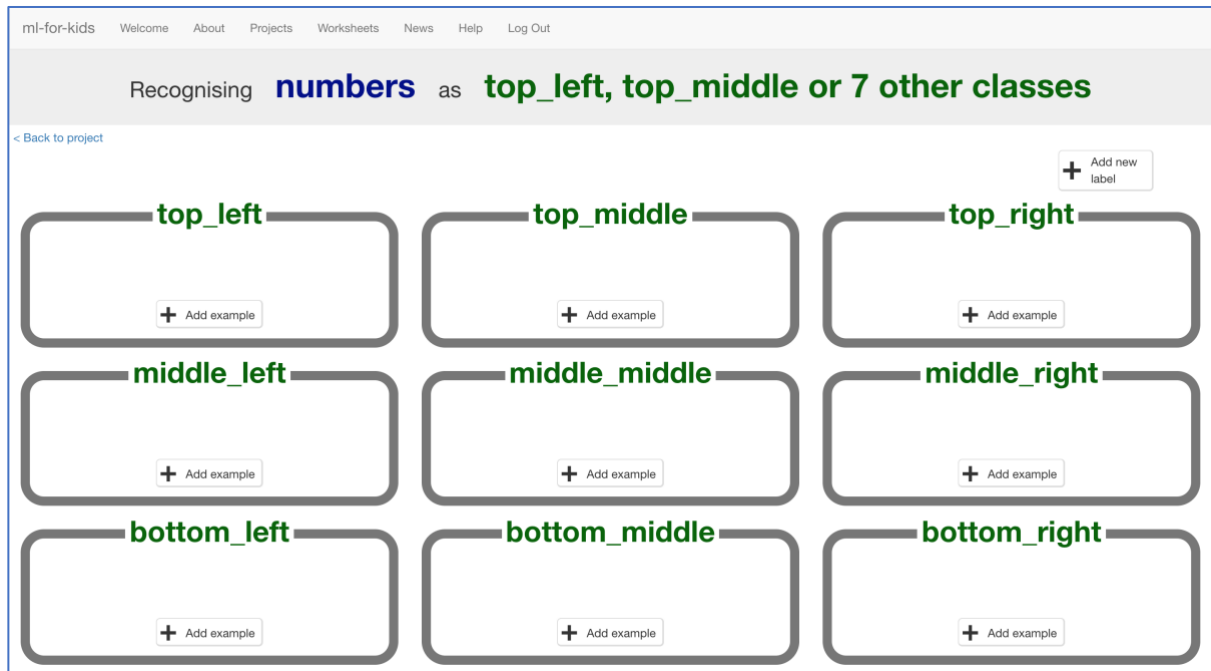 ml-for-kids Welcome About Projects Worksheets News Help Log Out
Recognising numbers as top_left, top_middle or 7 other classes
< Back to project
Add new
label
top_left top_middle top_right
Add example Add example Add example
middle_left middle_middle middle_right
Add example Add example Add example
bottom_left bottom_middle bottom_right
Add example Add example Add example